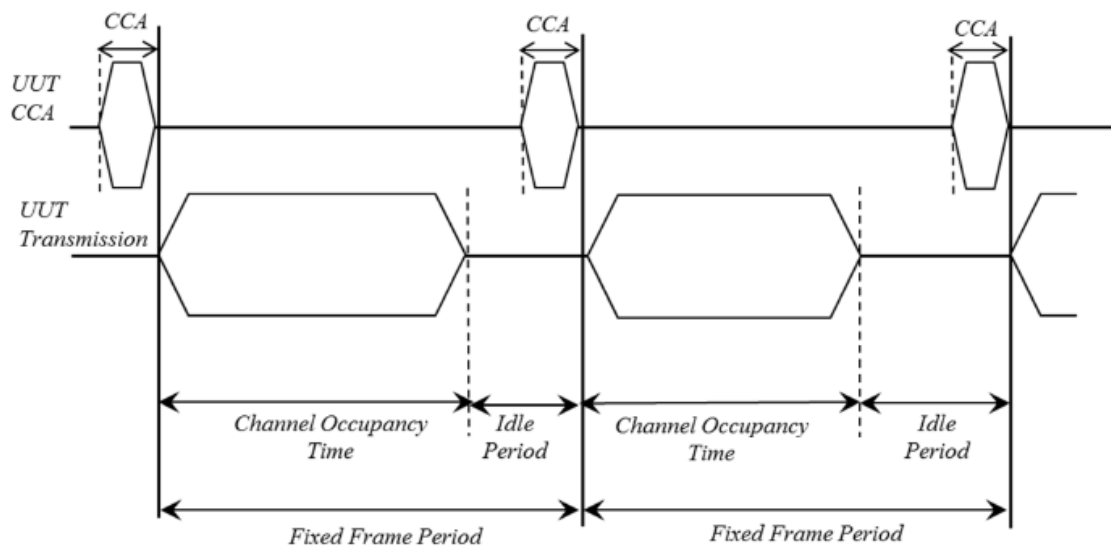 CCA
CCA
CCA
UUT
CCA
UUT
Transmission
Channel Occupancy
Time
Idle
Period
Channel Occupancy
Time
Idle
Period
Fixed Frame Period
Fixed Frame Period